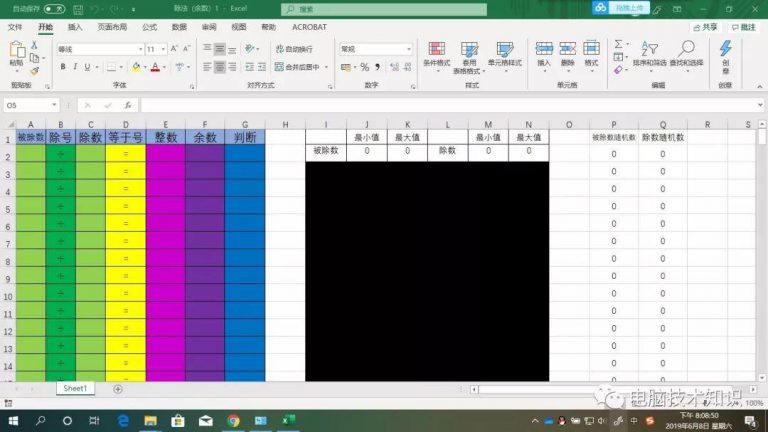 自动保存 关 除法（余数）1 - Excel 搜索 拖拽上传
文件 开始 插入 页面布局 公式 数据 审阅 视图 帮助 ACROBAT 共享 批注
粘贴 等线 11 自动换行 常规 条件格式 套用表格格式 单元格样式 插入 删除 格式 排序和筛选 查找和选择 创意
B I U 合并后居中 %
剪贴板 字体 对齐方式 数字 样式 单元格 编辑 创意
O5 fx
A B C D E F G H I J K L M N O P Q R S
1 被除数 除号 除数 等于号 整数 余数 判断 最小值 最大值 最小值 最大值 被除数随机数 除数随机数
2 ÷ = 被除数 0 0 除数 0 0 0 0
3 ÷ = 0 0
4 ÷ = 0 0
5 ÷ = 0 0
6 ÷ = 0 0
7 ÷ = 0 0
8 ÷ = 0 0
9 ÷ = 0 0
10 ÷ = 0 0
11 ÷ = 0 0
12 ÷ = 0 0
13 ÷ = 0 0
14 ÷ = 0 0
Sheet1
电脑技术知识
100%
中
下午 8:08:50
2019年6月8日 星期六
4